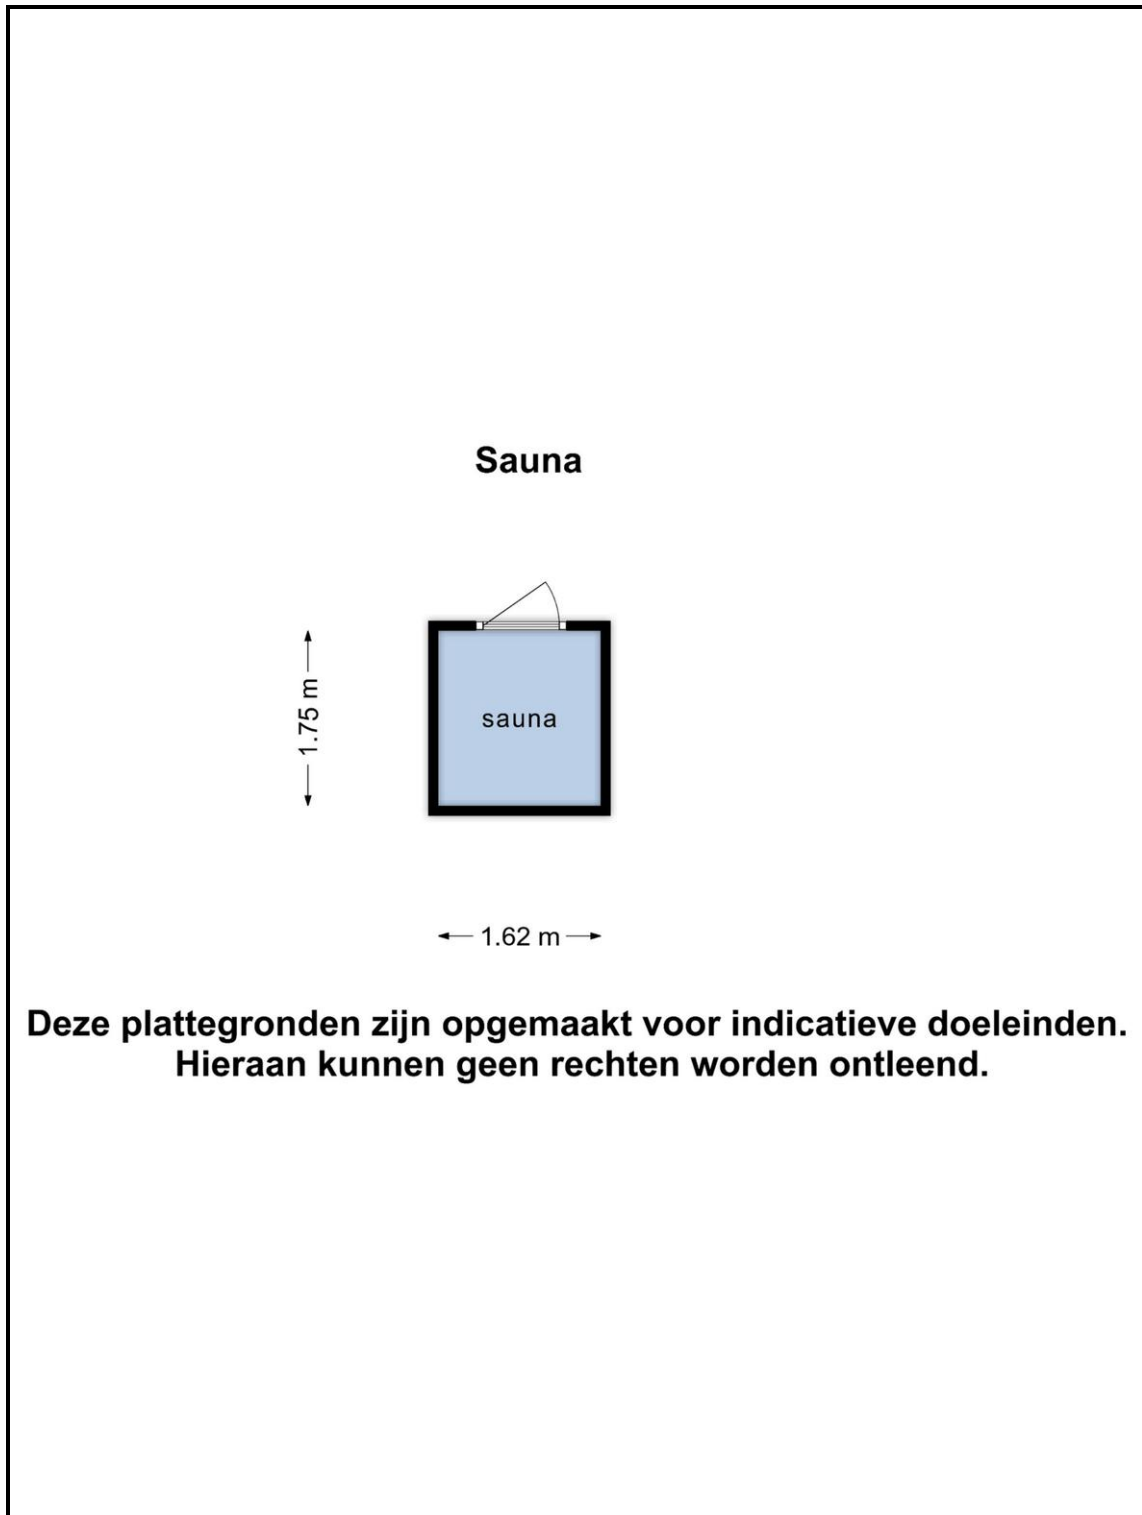 Sauna
1.75 m
sauna
1.62 m
Deze plattegronden zijn opgemaakt voor indicatieve doeleinden.
Hieraan kunnen geen rechten worden ontleend.